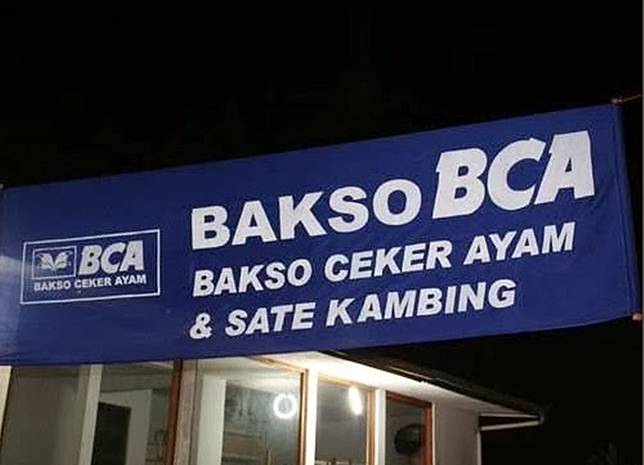 BAKSO BCA
BAKSO CEKER AYAM
& SATE KAMBING
BCA
BAKSO CEKER AYAM